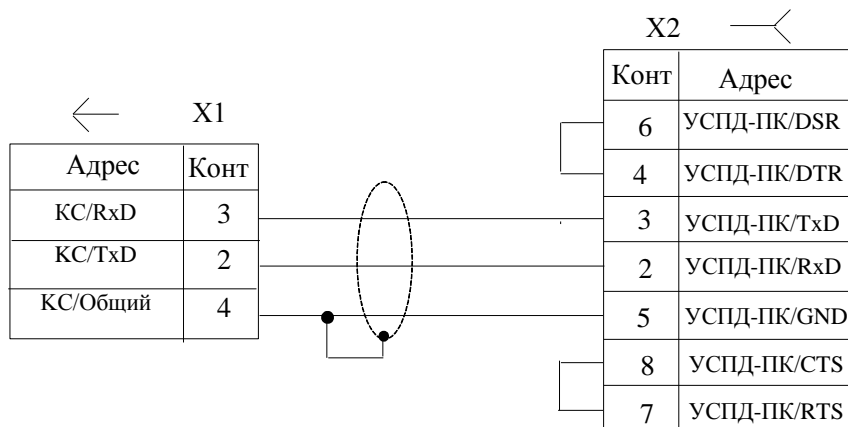 X1
Адрес Конт
КС/RxD 3
КС/TxD 2
КС/Общий 4
X2
Конт Адрес
6 УСПД-ПК/DSR
4 УСПД-ПК/DTR
3 УСПД-ПК/TxD
2 УСПД-ПК/RxD
5 УСПД-ПК/GND
8 УСПД-ПК/CTS
7 УСПД-ПК/RTS